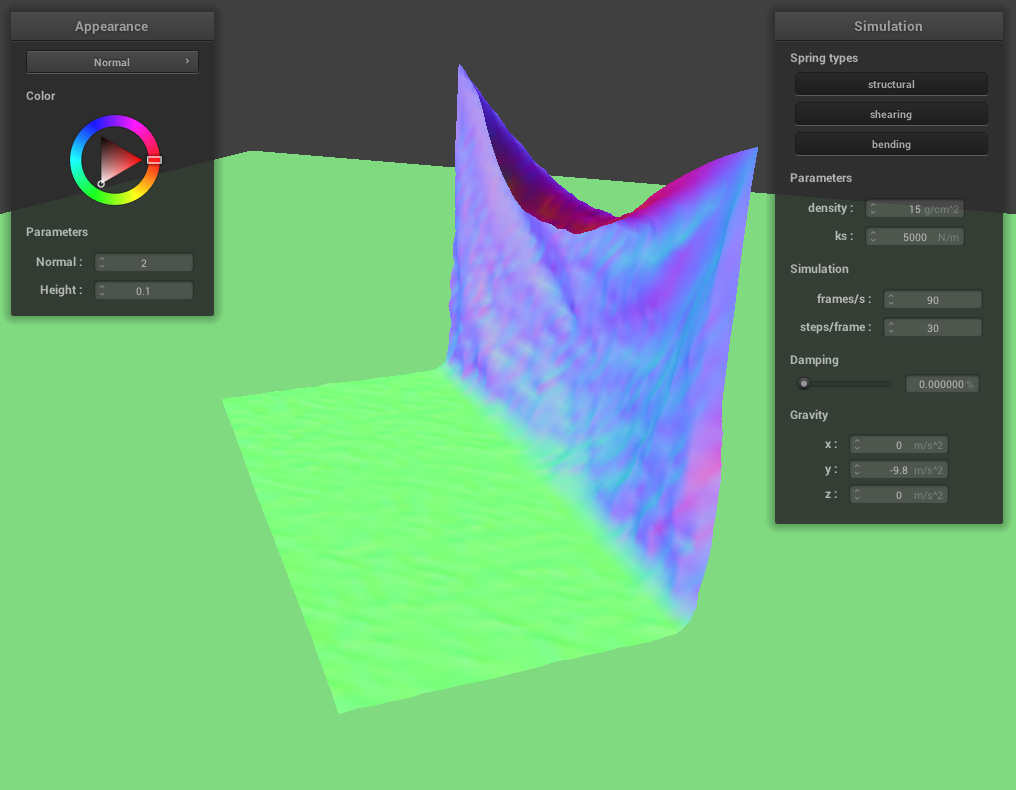 Appearance
Normal ›
Color
Parameters
Normal : 2
Height : 0.1
Simulation
Spring types
structural
shearing
bending
Parameters
density : 15 g/cm^2
ks : 5000 N/m
Simulation
frames/s : 90
steps/frame : 30
Damping
0.000000 %
Gravity
x : 0 m/s^2
y : -9.8 m/s^2
z : 0 m/s^2